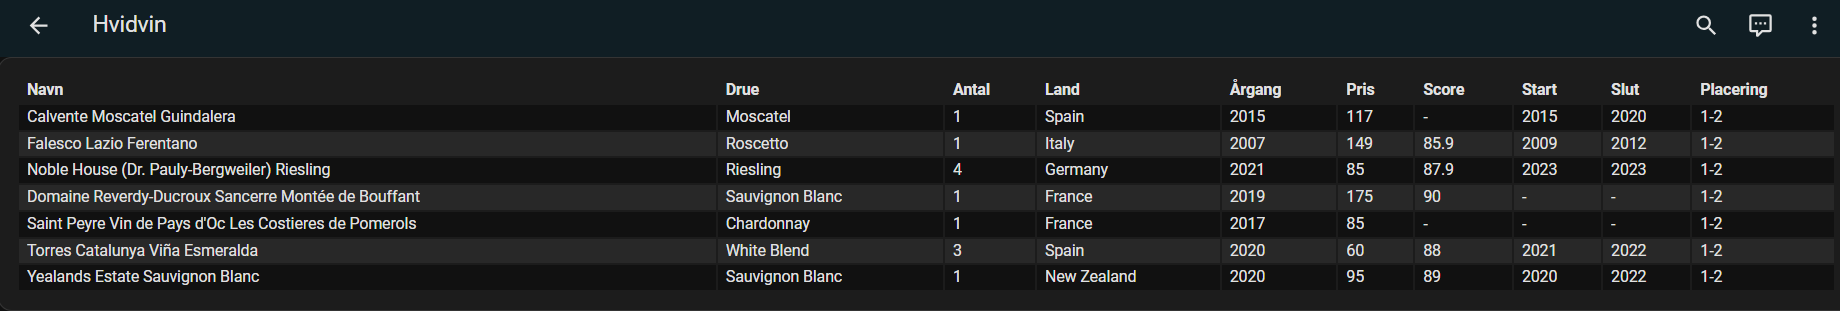 Hvidvin
Navn Drue Antal Land Årgang Pris Score Start Slut Placering
Calvente Moscatel Guindalera Moscatel 1 Spain 2015 117 - 2015 2020 1-2
Falesco Lazio Ferentano Roscetto 1 Italy 2007 149 85.9 2009 2012 1-2
Noble House (Dr. Pauly-Bergweiler) Riesling Riesling 4 Germany 2021 85 87.9 2023 2023 1-2
Domaine Reverdy-Ducroux Sancerre Montée de Bouffant Sauvignon Blanc 1 France 2019 175 90 - - 1-2
Saint Peyre Vin de Pays d'Oc Les Costieres de Pomerols Chardonnay 1 France 2017 85 - - - 1-2
Torres Catalunya Viña Esmeralda White Blend 3 Spain 2020 60 88 2021 2022 1-2
Yealands Estate Sauvignon Blanc Sauvignon Blanc 1 New Zealand 2020 95 89 2020 2022 1-2